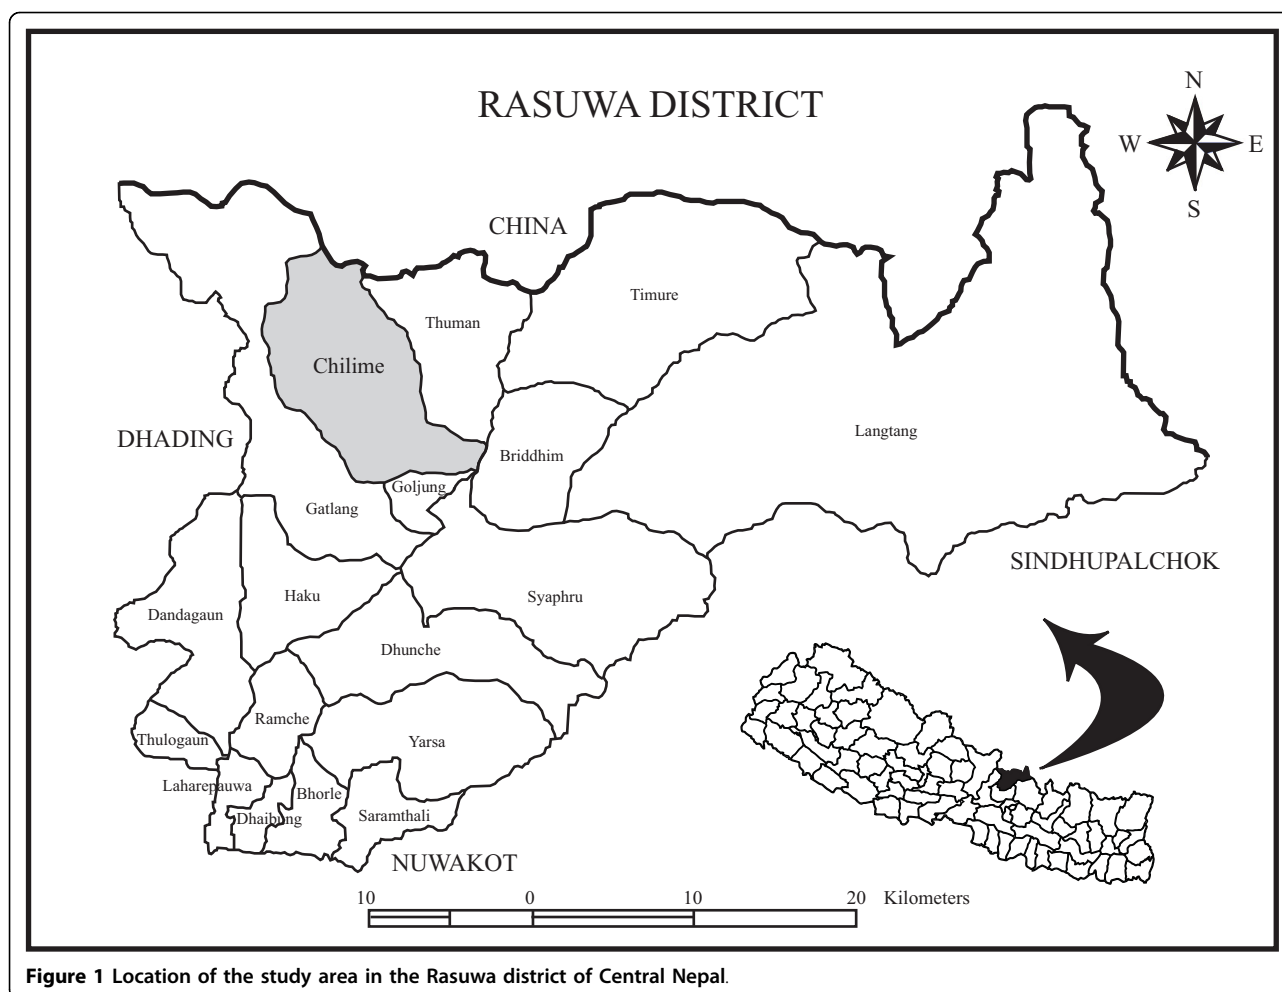 RASUWA DISTRICT
N
W E
S
CHINA
Timure
Thuman
Chilime
DHADING
Langtang
Briddhim
Goljung
Gatlang
SINDHUPALCHOK
Haku
Syaphru
Dandagaun
Dhunche
Ramche
Thulogaun
Yarsa
Laharepauwa
Bhorle
Dhaibung
Saramthali
NUWAKOT
10 0 10 20 Kilometers
Figure 1 Location of the study area in the Rasuwa district of Central Nepal.